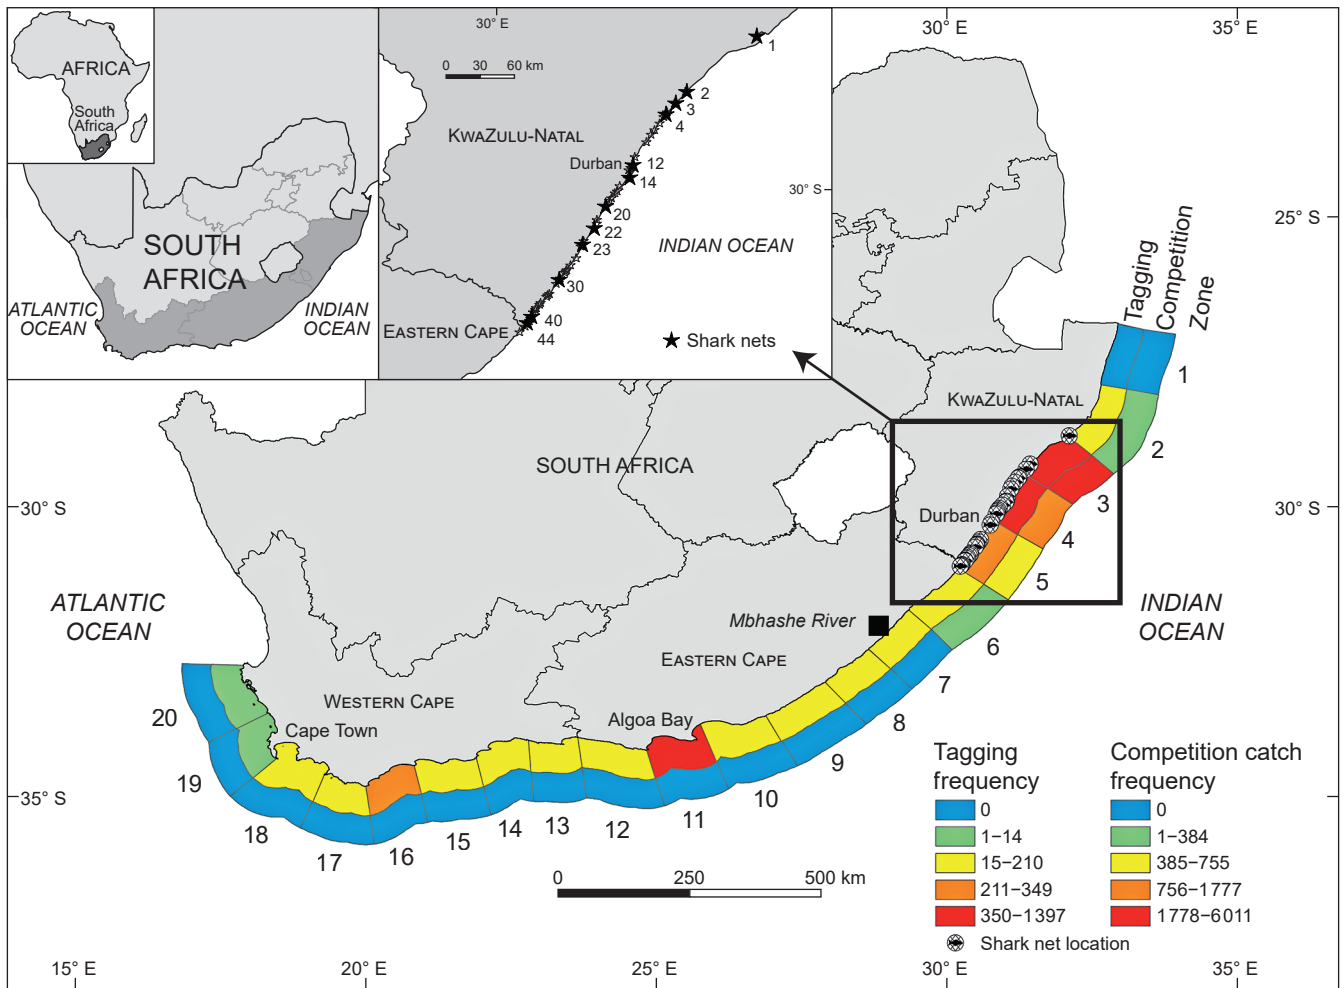 AFRICA
South
Africa
SOUTH
AFRICA
ATLANTIC
OCEAN
INDIAN
OCEAN
30° E
0 30 60 km
KWAZULU-NATAL
Durban
1
2
3
4
12
14
20
22
23
30
40
44
INDIAN OCEAN
EASTERN CAPE
Shark nets
30° S
30° E
35° E
25° S
30° S
Tagging
Competition
Zone
KWAZULU-NATAL
SOUTH AFRICA
Durban
30° S
ATLANTIC
OCEAN
INDIAN
OCEAN
Mbhashe River
EASTERN CAPE
WESTERN CAPE
Cape Town
Algoa Bay
1
2
3
4
5
6
7
8
9
10
11
12
13
14
15
16
17
18
19
20
35° S
0 250 500 km
Tagging
frequency
0
1–14
15–210
211–349
350–1397
Competition catch
frequency
0
1–384
385–755
756–1777
1778–6011
Shark net location
15° E
20° E
25° E
30° E
35° E